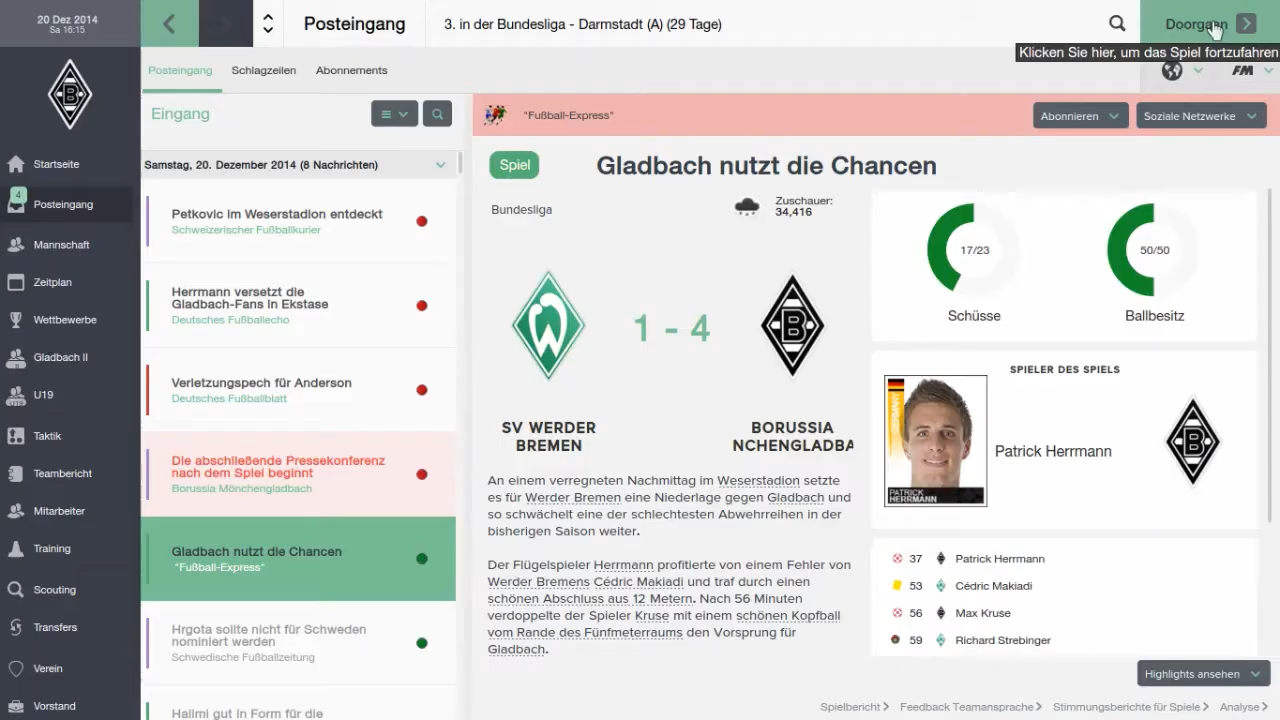 20 Dez 2014
Sa 16:15
Posteingang
3. in der Bundesliga - Darmstadt (A) (29 Tage)
Doorgaan
Klicken Sie hier, um das Spiel fortzufahren
Posteingang
Schlagzeilen
Abonnements
FM
Startseite
4
Posteingang
Mannschaft
Zeitplan
Wettbewerbe
Gladbach II
U19
Taktik
Teambericht
Mitarbeiter
Training
Scouting
Transfers
Verein
Vorstand
Eingang
Samstag, 20. Dezember 2014 (8 Nachrichten)
Petkovic im Weserstadion entdeckt
Schweizerischer Fußballkurier
Herrmann versetzt die
Gladbach-Fans in Ekstase
Deutsches Fußballecho
Verletzungspech für Anderson
Deutsches Fußballblatt
Die abschließende Pressekonferenz
nach dem Spiel beginnt
Borussia Mönchengladbach
Gladbach nutzt die Chancen
"Fußball-Express"
Hrgota sollte nicht für Schweden
nominiert werden
Schwedische Fußballzeitung
Halimi gut in Form für die
"Fußball-Express"
Abonnieren
Soziale Netzwerke
Spiel
Gladbach nutzt die Chancen
Bundesliga
Zuschauer:
34,416
1 - 4
SV WERDER
BREMEN
BORUSSIA
NCHENGLADBA
An einem verregneten Nachmittag im Weserstadion setzte
es für Werder Bremen eine Niederlage gegen Gladbach und
so schwächelt eine der schlechtesten Abwehrreihen in der
bisherigen Saison weiter.
Der Flügelspieler Herrmann profitierte von einem Fehler von
Werder Bremens Cédric Makiadi und traf durch einen
schönen Abschluss aus 12 Metern. Nach 56 Minuten
verdoppelte der Spieler Kruse mit einem schönen Kopfball
vom Rande des Fünfmeterraums den Vorsprung für
Gladbach.
17/23
Schüsse
50/50
Ballbesitz
SPIELER DES SPIELS
GERMANY
PATRICK
HERRMANN
Patrick Herrmann
37 Patrick Herrmann
53 Cédric Makiadi
56 Max Kruse
59 Richard Strebinger
Highlights ansehen
Spielbericht
Feedback Teamansprache
Stimmungsberichte für Spiele
Analyse